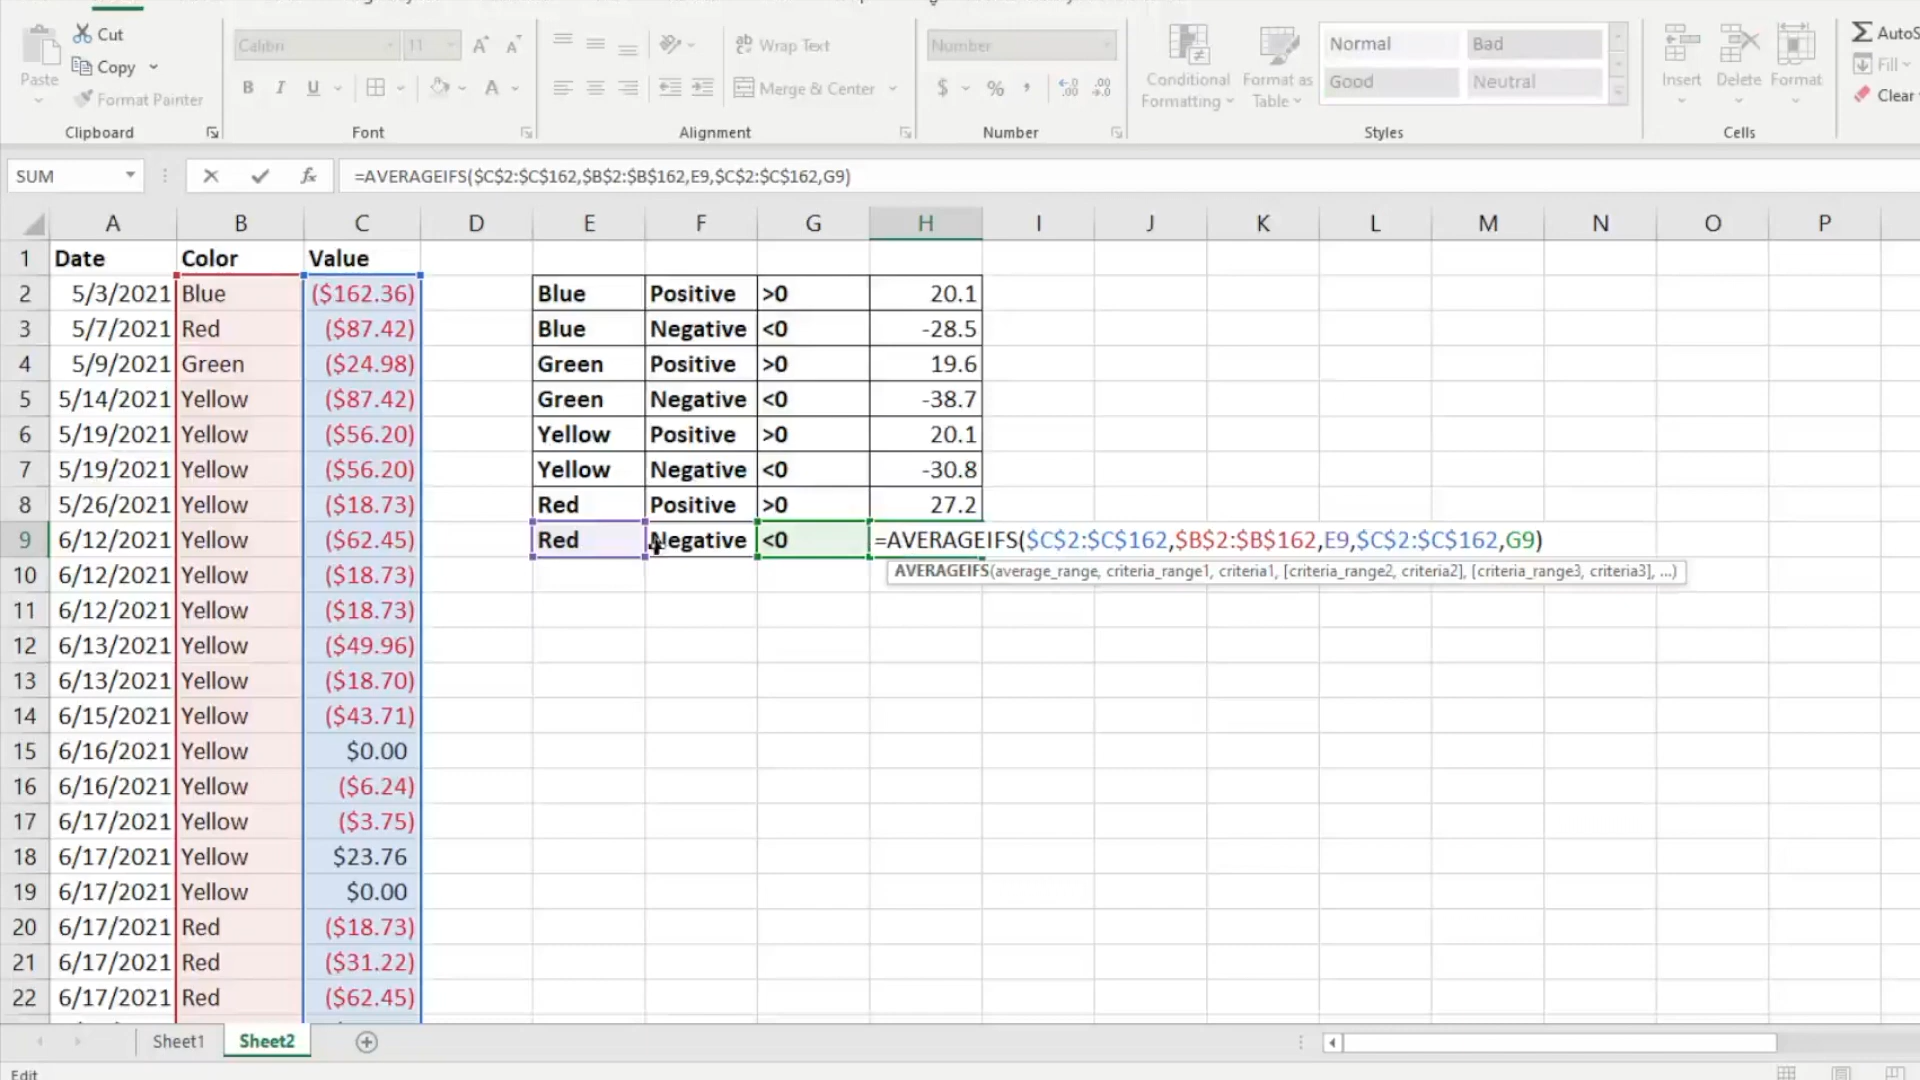 Cut
Copy
Paste
Format Painter
Clipboard
Calibri 11
B I U A
Font
Wrap Text
Merge & Center
Alignment
Number
$ % ,
Number
Conditional Formatting
Format as Table
Normal Bad
Good Neutral
Styles
Insert Delete Format
Cells
AutoS
Fill
Clear
SUM fx =AVERAGEIFS($C$2:$C$162,$B$2:$B$162,E9,$C$2:$C$162,G9)
A B C D E F G H I J K L M N O P
1 Date Color Value
2 5/3/2021 Blue ($162.36) Blue Positive >0 20.1
3 5/7/2021 Red ($87.42) Blue Negative <0 -28.5
4 5/9/2021 Green ($24.98) Green Positive >0 19.6
5 5/14/2021 Yellow ($87.42) Green Negative <0 -38.7
6 5/19/2021 Yellow ($56.20) Yellow Positive >0 20.1
7 5/19/2021 Yellow ($56.20) Yellow Negative <0 -30.8
8 5/26/2021 Yellow ($18.73) Red Positive >0 27.2
9 6/12/2021 Yellow ($62.45) Red Negative <0 =AVERAGEIFS($C$2:$C$162,$B$2:$B$162,E9,$C$2:$C$162,G9)
AVERAGEIFS(average_range, criteria_range1, criteria1, [criteria_range2, criteria2], [criteria_range3, criteria3], ...)
10 6/12/2021 Yellow ($18.73)
11 6/12/2021 Yellow ($18.73)
12 6/13/2021 Yellow ($49.96)
13 6/13/2021 Yellow ($18.70)
14 6/15/2021 Yellow ($43.71)
15 6/16/2021 Yellow $0.00
16 6/16/2021 Yellow ($6.24)
17 6/17/2021 Yellow ($3.75)
18 6/17/2021 Yellow $23.76
19 6/17/2021 Yellow $0.00
20 6/17/2021 Red ($18.73)
21 6/17/2021 Red ($31.22)
22 6/17/2021 Red ($62.45)
Sheet1 Sheet2
Edit